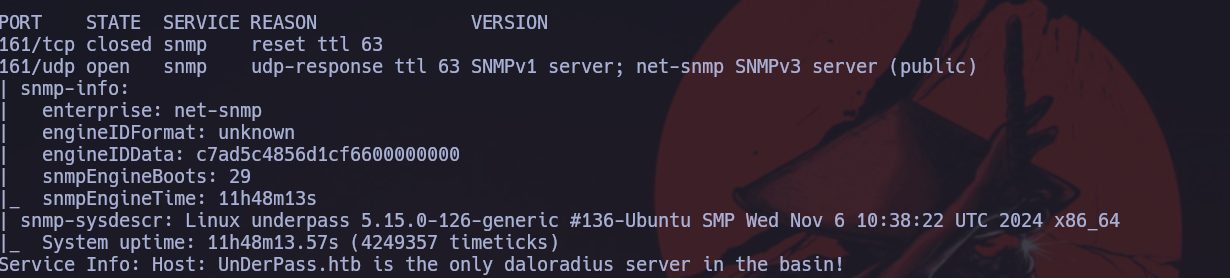 PORT    STATE  SERVICE REASON              VERSION
161/tcp closed snmp    reset ttl 63
161/udp open   snmp    udp-response ttl 63 SNMPv1 server; net-snmp SNMPv3 server (public)
| snmp-info:
|   enterprise: net-snmp
|   engineIDFormat: unknown
|   engineIDData: c7ad5c4856d1cf6600000000
|   snmpEngineBoots: 29
|_  snmpEngineTime: 11h48m13s
| snmp-sysdescr: Linux underpass 5.15.0-126-generic #136-Ubuntu SMP Wed Nov 6 10:38:22 UTC 2024 x86_64
|_  System uptime: 11h48m13.57s (4249357 timeticks)
Service Info: Host: UnDerPass.htb is the only daloradius server in the basin!